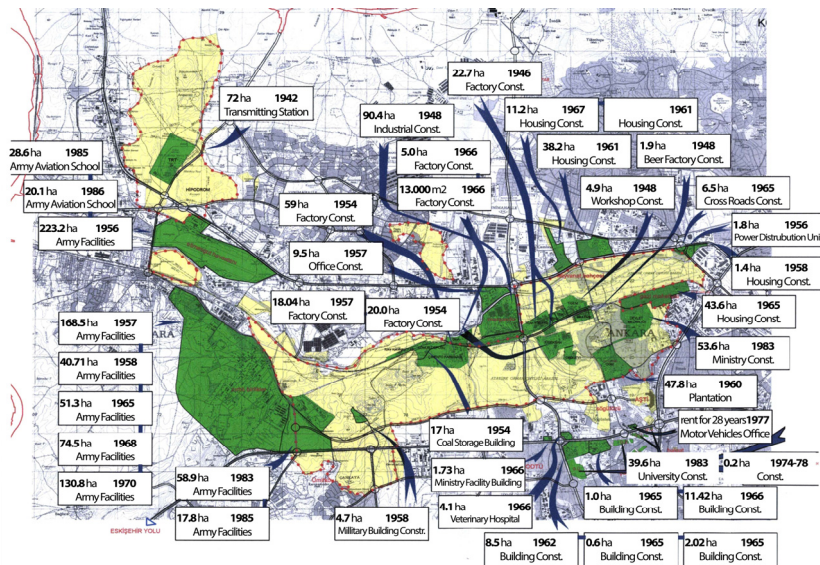 22.7 ha 1946
Factory Const.
72 ha 1942
Transmitting Station
90.4 ha 1948
Industrial Const.
11.2 ha 1967
Housing Const.
1961
Housing Const.
28.6 ha 1985
Army Aviation School
5.0 ha 1966
Factory Const.
38.2 ha 1961
Housing Const.
1.9 ha 1948
Beer Factory Const.
20.1 ha 1986
Army Aviation School
13.000 m2 1966
Factory Const.
4.9 ha 1948
Workshop Const.
6.5 ha 1965
Cross Roads Const.
HİPODROM
59 ha 1954
Factory Const.
223.2 ha 1956
Army Facilities
1.8 ha 1956
Power Distrubution Uni
9.5 ha 1957
Office Const.
1.4 ha 1958
Housing Const.
18.04 ha 1957
Factory Const.
20.0 ha 1954
Factory Const.
43.6 ha 1965
Housing Const.
168.5 ha 1957
Army Facilities
ARA
ANKARA
53.6 ha 1983
Ministry Const.
40.71 ha 1958
Army Facilities
47.8 ha 1960
Plantation
51.3 ha 1965
Army Facilities
AŞTİ
17 ha 1954
Coal Storage Building
rent for 28 years 1977
Motor Vehicles Office
74.5 ha 1968
Army Facilities
1.73 ha 1966
Ministry Facility Building
ODTÜ
39.6 ha 1983
University Const.
0.2 ha 1974-78
Const.
130.8 ha 1970
Army Facilities
58.9 ha 1983
Army Facilities
4.1 ha 1966
Veterinary Hospital
1.0 ha 1965
Building Const.
11.42 ha 1966
Building Const.
17.8 ha 1985
Army Facilities
4.7 ha 1958
Millitary Building Constr.
ESKİŞEHİR YOLU
8.5 ha 1962
Building Const.
0.6 ha 1965
Building Const.
2.02 ha 1965
Building Const.